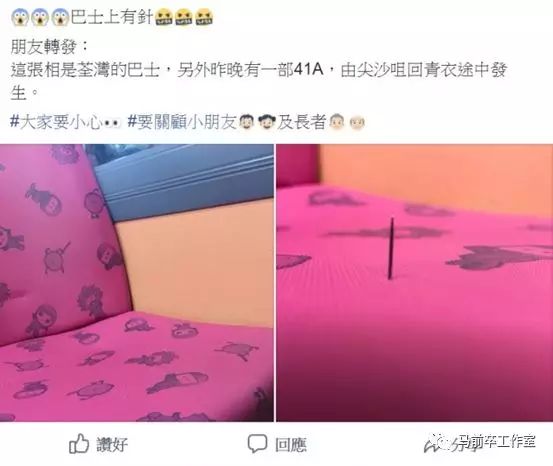 😱😱😱巴士上有針🤬🤬🤬
朋友轉發：
這張相是荃灣的巴士，另外昨晚有一部41A，由尖沙咀回青衣途中發
生。
#大家要小心👀 #要關顧小朋友👦🏻👧🏻及長者👴🏻👵🏻
讚好
回應
分享
马前卒工作室